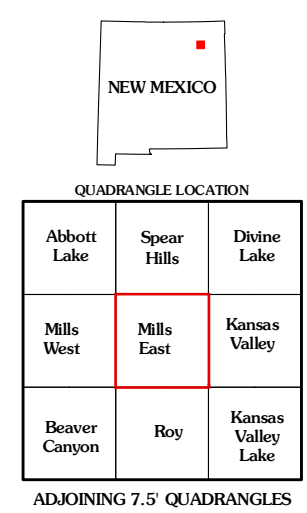 NEW MEXICO
QUADRANGLE LOCATION
Abbott
Lake
Spear
Hills
Divine
Lake
Mills
West
Mills
East
Kansas
Valley
Beaver
Canyon
Roy
Kansas
Valley
Lake
ADJOINING 7.5' QUADRANGLES